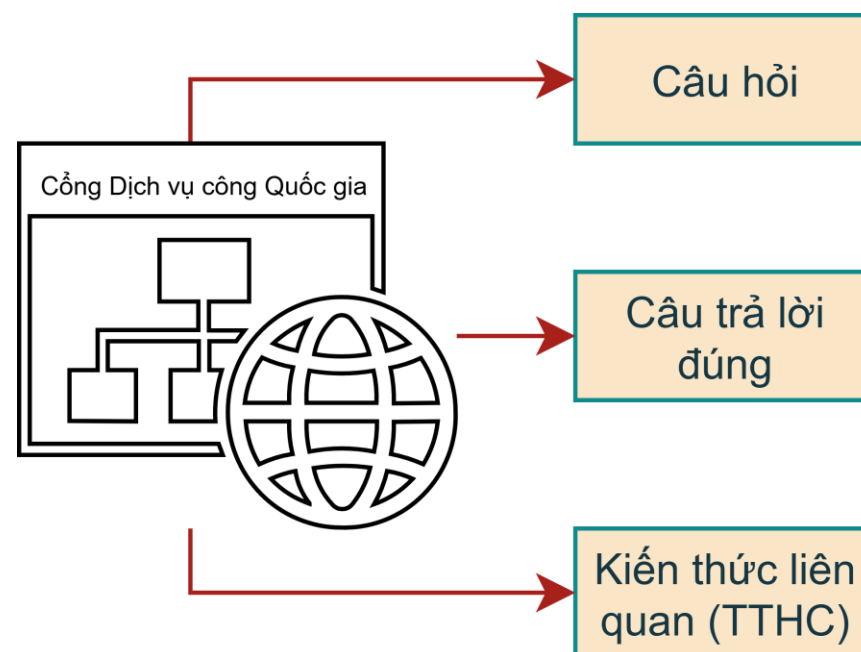 Câu hỏi
Cổng Dịch vụ công Quốc gia
Câu trả lời
đúng
Kiến thức liên
quan (TTHC)